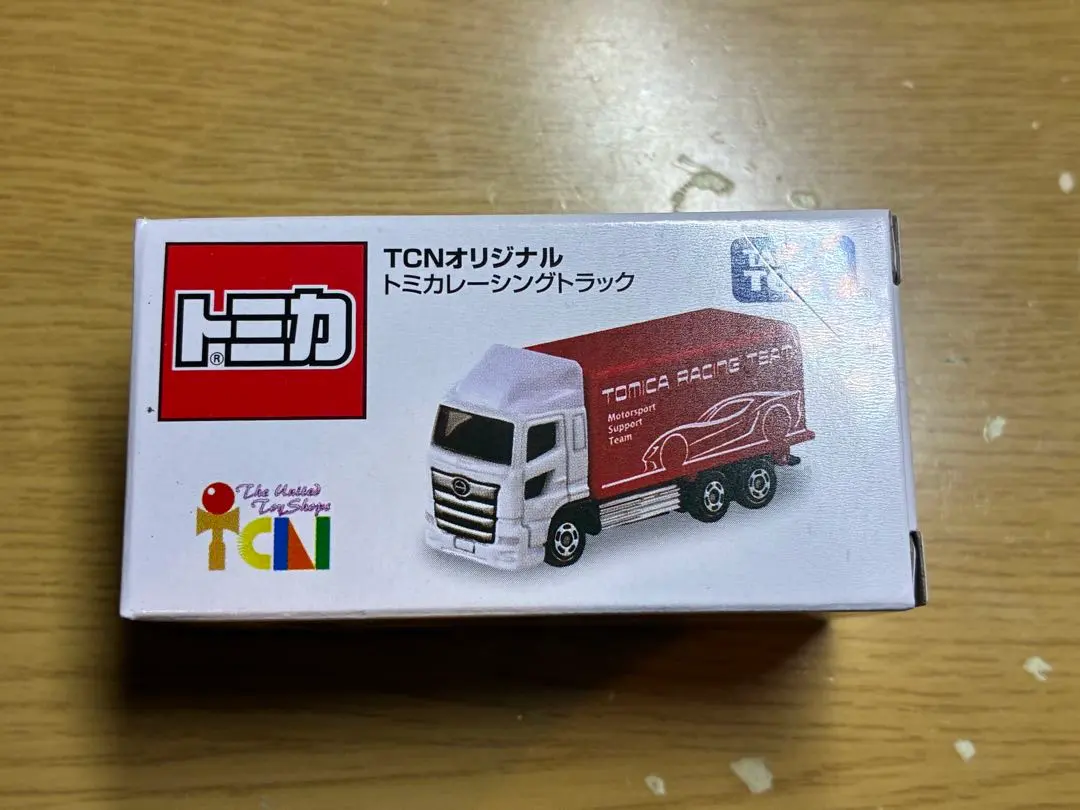 トミカ
®
TCNオリジナル
トミカレーシングトラック
TOMICA RACING TEAM
Motorsport
Support
Team
The United
Toy Shops
TCN